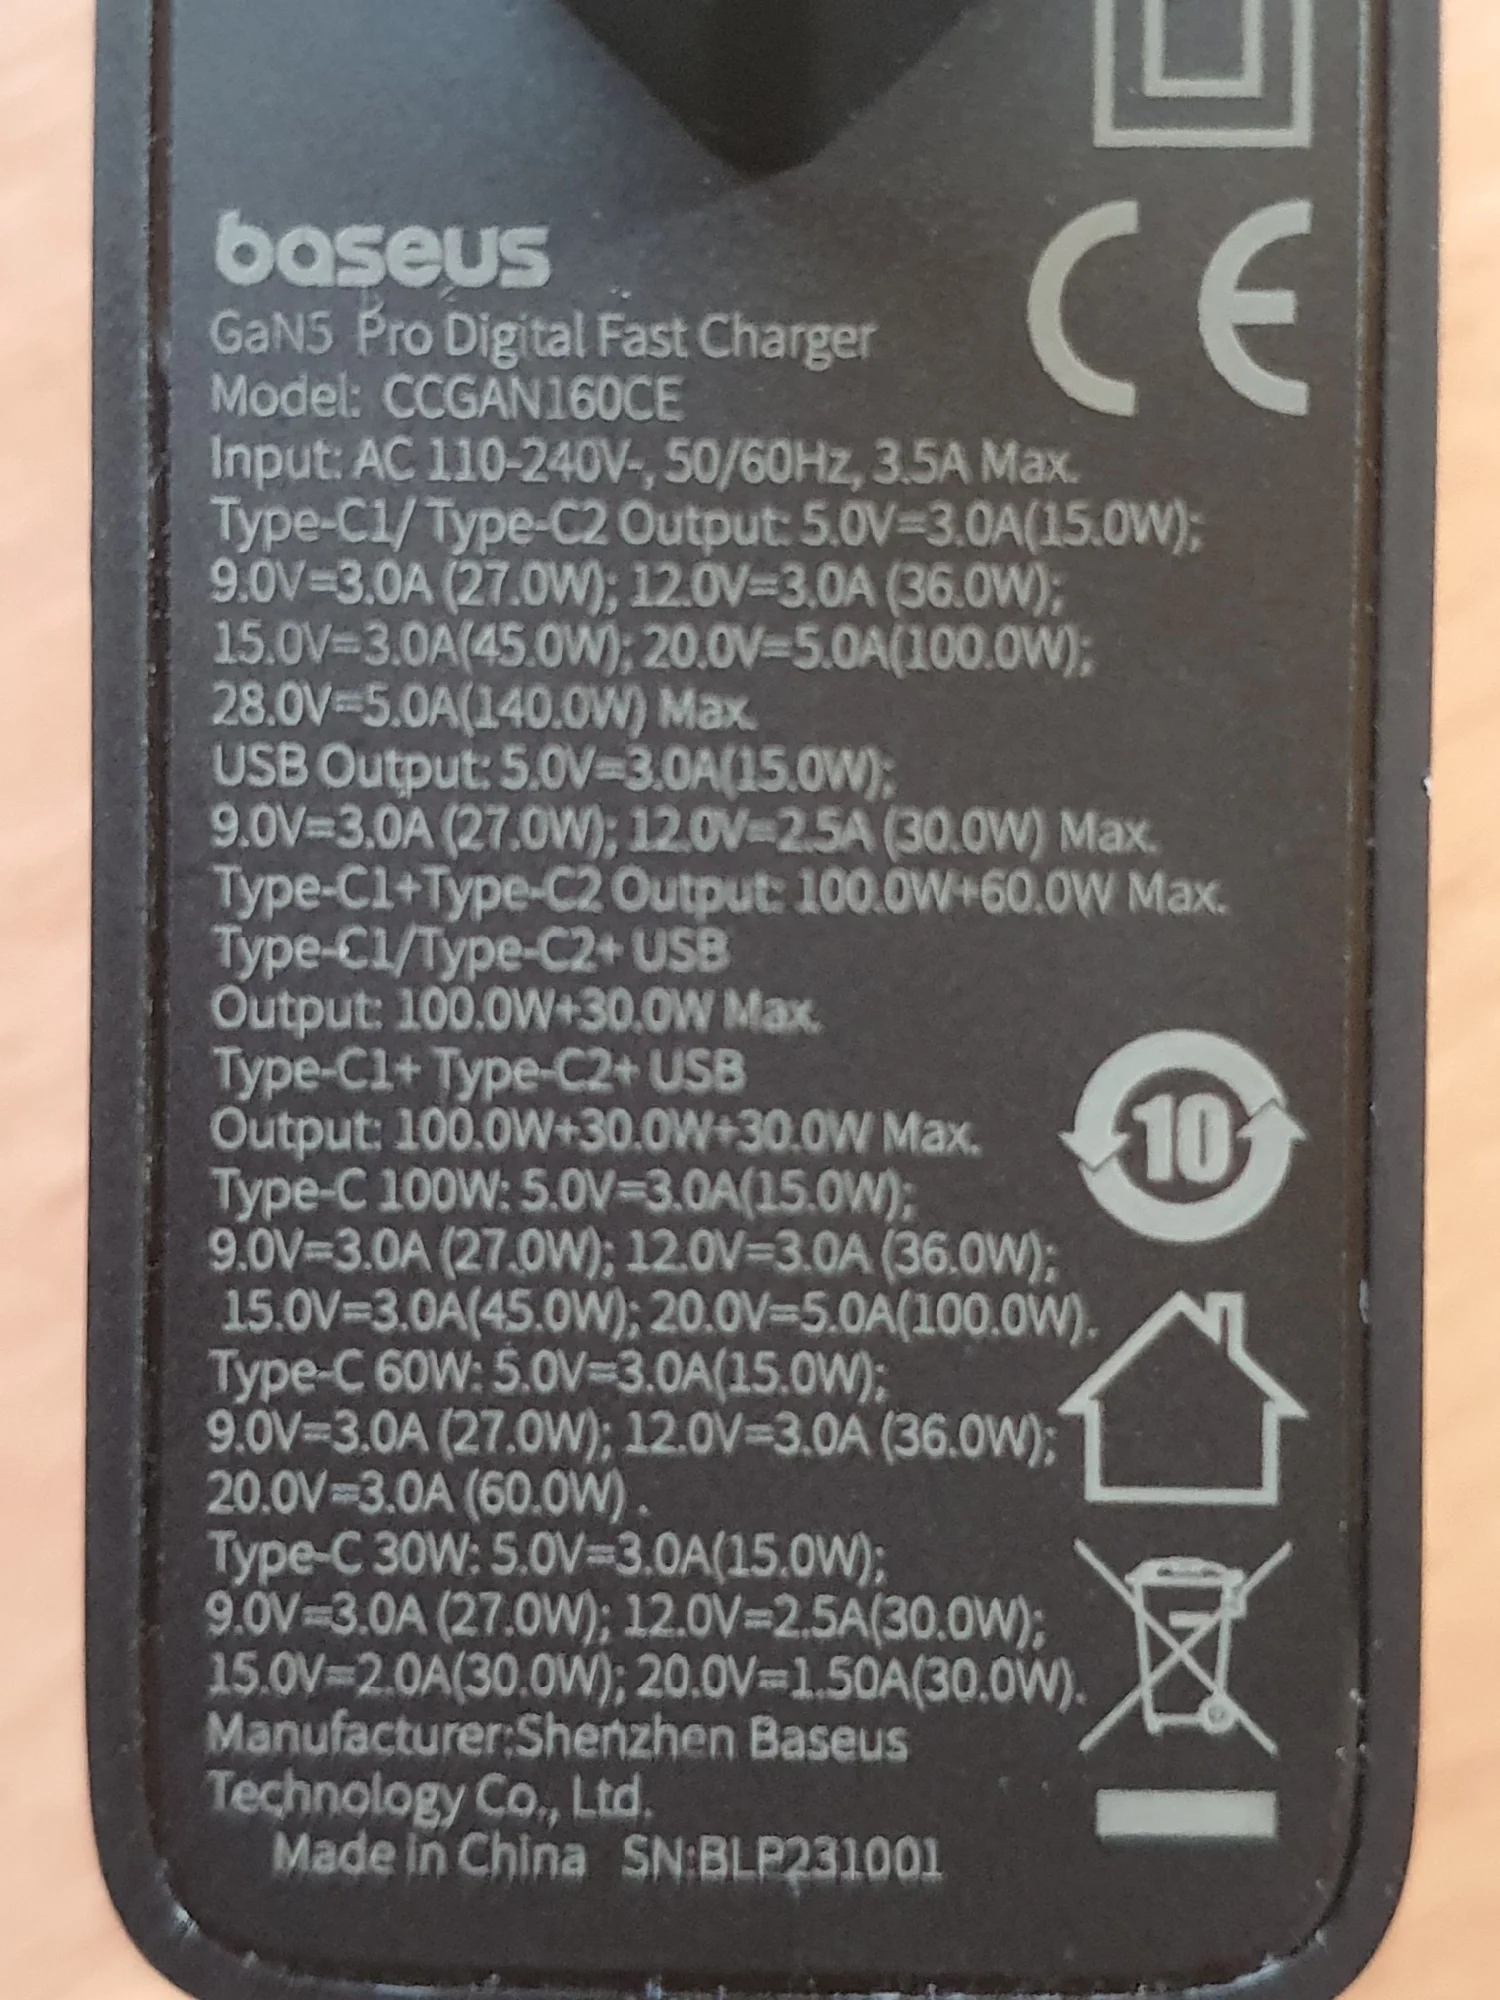 baseus
GaN5 Pro Digital Fast Charger
Model: CCGAN160CE
Input: AC 110-240V~, 50/60Hz, 3.5A Max.
Type-C1/ Type-C2 Output: 5.0V=3.0A(15.0W);
9.0V=3.0A (27.0W); 12.0V=3.0A (36.0W);
15.0V=3.0A(45.0W); 20.0V=5.0A(100.0W);
28.0V=5.0A(140.0W) Max.
USB Output: 5.0V=3.0A(15.0W);
9.0V=3.0A (27.0W); 12.0V=2.5A (30.0W) Max.
Type-C1+Type-C2 Output: 100.0W+60.0W Max.
Type-C1/Type-C2+ USB
Output: 100.0W+30.0W Max.
Type-C1+ Type-C2+ USB
Output: 100.0W+30.0W+30.0W Max.
Type-C 100W: 5.0V=3.0A(15.0W);
9.0V=3.0A (27.0W); 12.0V=3.0A (36.0W);
15.0V=3.0A(45.0W); 20.0V=5.0A(100.0W).
Type-C 60W: 5.0V=3.0A(15.0W);
9.0V=3.0A (27.0W); 12.0V=3.0A (36.0W);
20.0V=3.0A (60.0W) .
Type-C 30W: 5.0V=3.0A(15.0W);
9.0V=3.0A (27.0W); 12.0V=2.5A(30.0W);
15.0V=2.0A(30.0W); 20.0V=1.50A(30.0W).
Manufacturer:Shenzhen Baseus
Technology Co., Ltd.
Made in China SN:BLP231001
CE
10